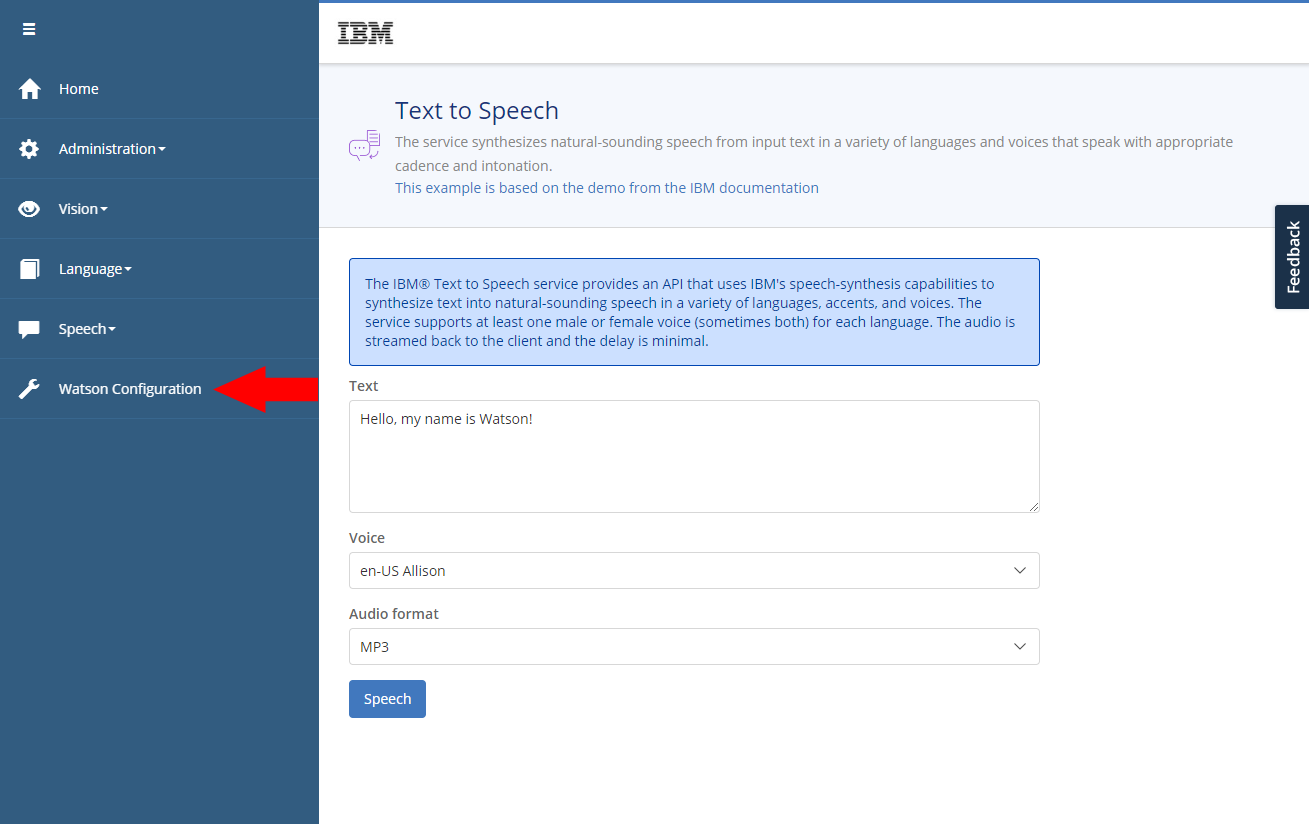 IBM
Home
Administration
Vision
Language
Speech
Watson Configuration
Text to Speech
The service synthesizes natural-sounding speech from input text in a variety of languages and voices that speak with appropriate
cadence and intonation.
This example is based on the demo from the IBM documentation
Feedback
The IBM® Text to Speech service provides an API that uses IBM's speech-synthesis capabilities to
synthesize text into natural-sounding speech in a variety of languages, accents, and voices. The
service supports at least one male or female voice (sometimes both) for each language. The audio is
streamed back to the client and the delay is minimal.
Text
Hello, my name is Watson!
Voice
en-US Allison
Audio format
MP3
Speech